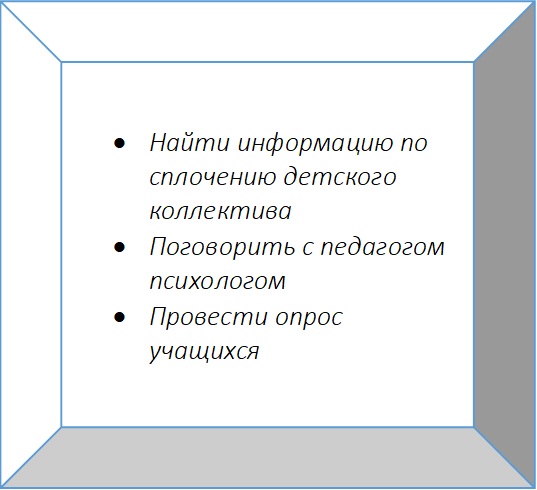 • Найти информацию по
сплочению детского
коллектива
• Поговорить с педагогом
психологом
• Провести опрос
учащихся